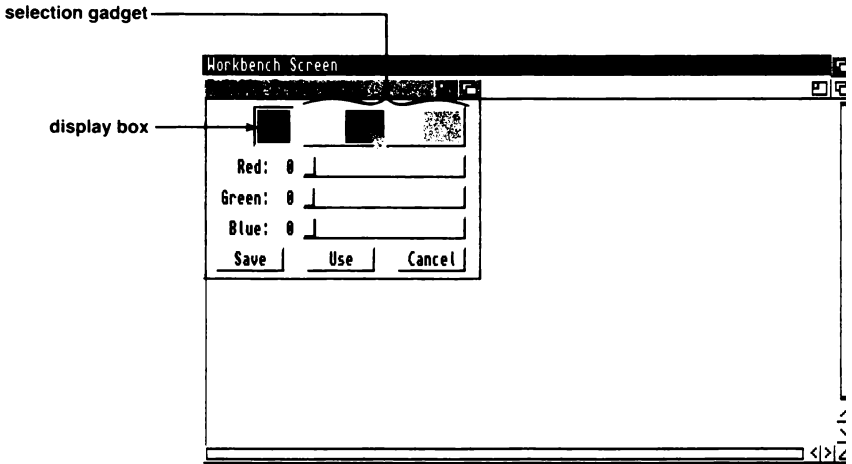 selection gadget
Workbench Screen
display box
Red: 0
Green: 0
Blue: 0
Save Use Cancel